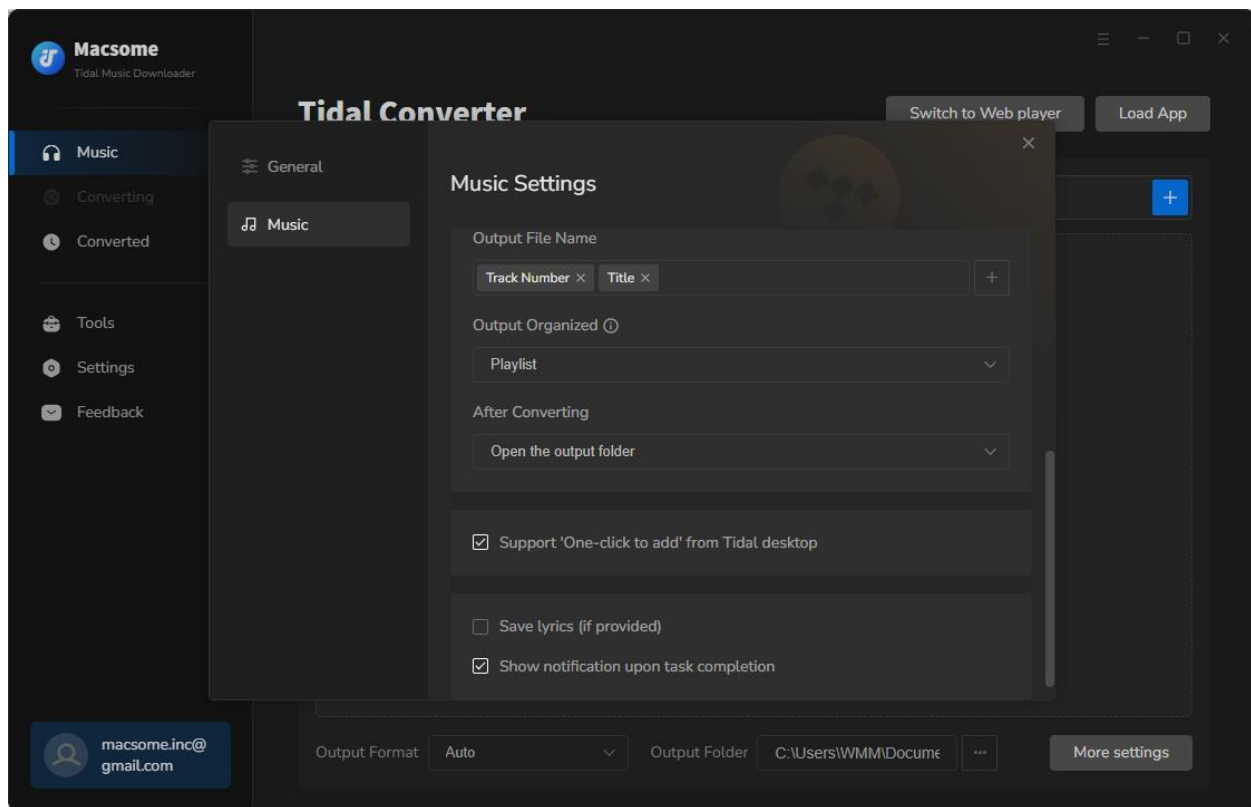 Macsome
Tidal Music Downloader
Music
Converting
Converted
Tools
Settings
Feedback
macsome.inc@
gmail.com
Tidal Converter
Switch to Web player
Load App
General
Music
Music Settings
Output File Name
Track Number
Title
Output Organized
Playlist
After Converting
Open the output folder
Support 'One-click to add' from Tidal desktop
Save lyrics (if provided)
Show notification upon task completion
Output Format
Auto
Output Folder
C:\Users\WMM\Docume
More settings